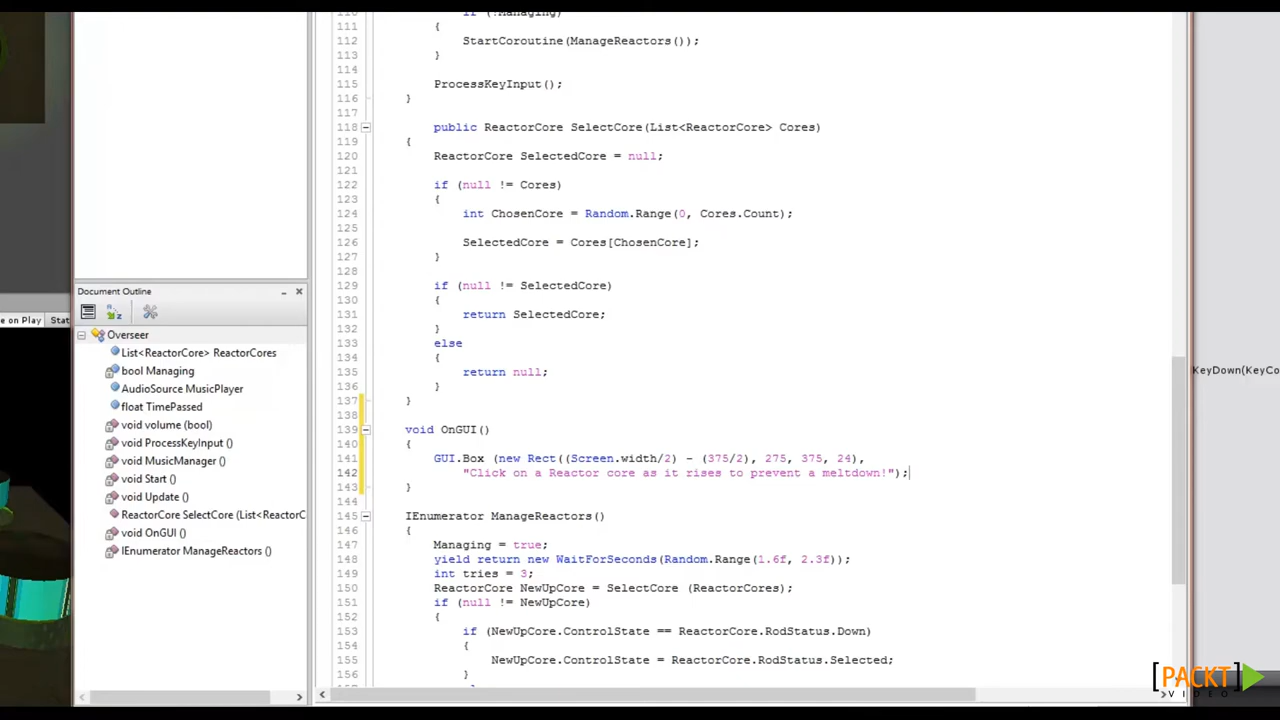 110 if (!Managing)
111 {
112 StartCoroutine(ManageReactors());
113 }
114
115 ProcessKeyInput();
116 }
117
118 public ReactorCore SelectCore(List<ReactorCore> Cores)
119 {
120 ReactorCore SelectedCore = null;
121
122 if (null != Cores)
123 {
124 int ChosenCore = Random.Range(0, Cores.Count);
125
126 SelectedCore = Cores[ChosenCore];
127 }
128
129 if (null != SelectedCore)
130 {
131 return SelectedCore;
132 }
133 else
134 {
135 return null;
136 }
137 }
138
139 void OnGUI()
140 {
141 GUI.Box (new Rect((Screen.width/2) - (375/2), 275, 375, 24),
142 "Click on a Reactor core as it rises to prevent a meltdown!");
143 }
144
145 IEnumerator ManageReactors()
146 {
147 Managing = true;
148 yield return new WaitForSeconds(Random.Range(1.6f, 2.3f));
149 int tries = 3;
150 ReactorCore NewUpCore = SelectCore (ReactorCores);
151 if (null != NewUpCore)
152 {
153 if (NewUpCore.ControlState == ReactorCore.RodStatus.Down)
154 {
155 NewUpCore.ControlState = ReactorCore.RodStatus.Selected;
156 }
Document Outline
Overseer
List<ReactorCore> ReactorCores
bool Managing
AudioSource MusicPlayer
float TimePassed
void volume (bool)
void ProcessKeyInput ()
void MusicManager ()
void Start ()
void Update ()
ReactorCore SelectCore (List<ReactorC
void OnGUI ()
IEnumerator ManageReactors ()
e on Play Stat
KeyDown(KeyCo
[PACKT]
VIDEO